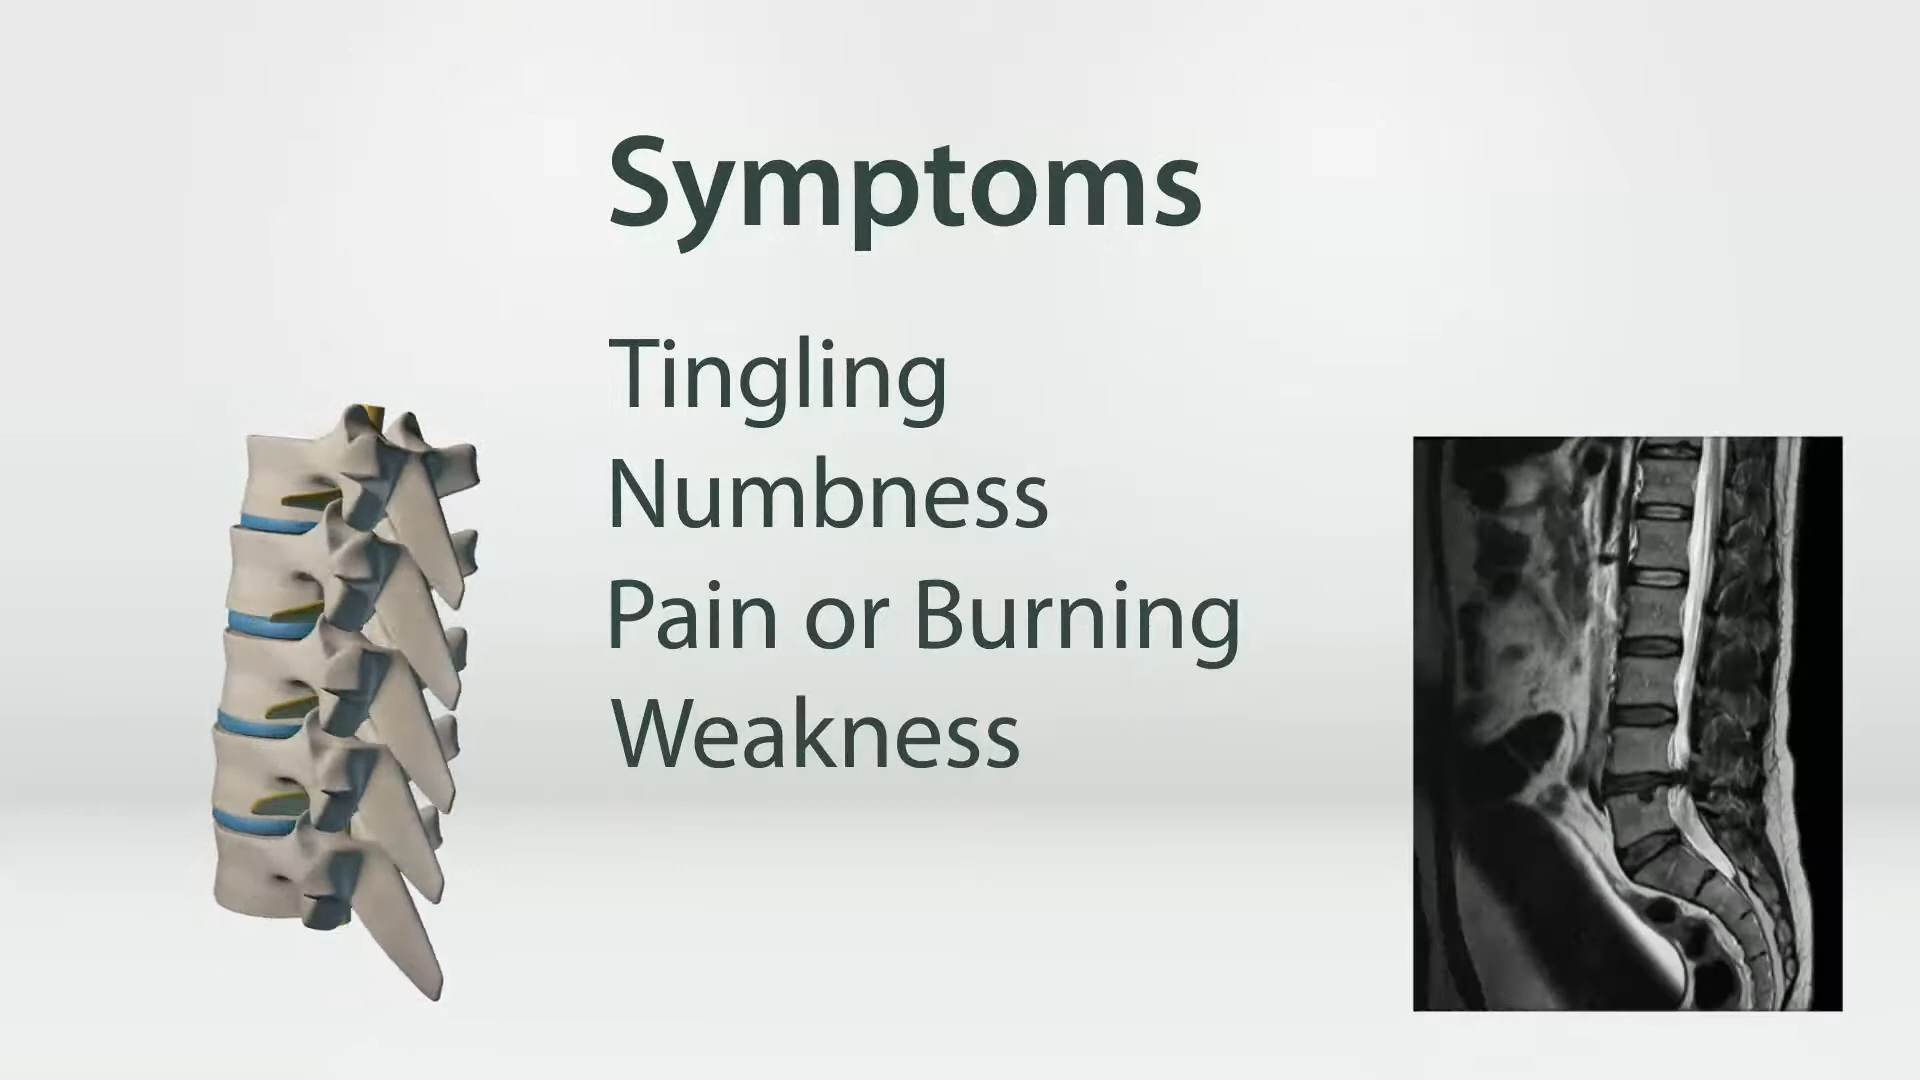 Symptoms
Tingling
Numbness
Pain or Burning
Weakness